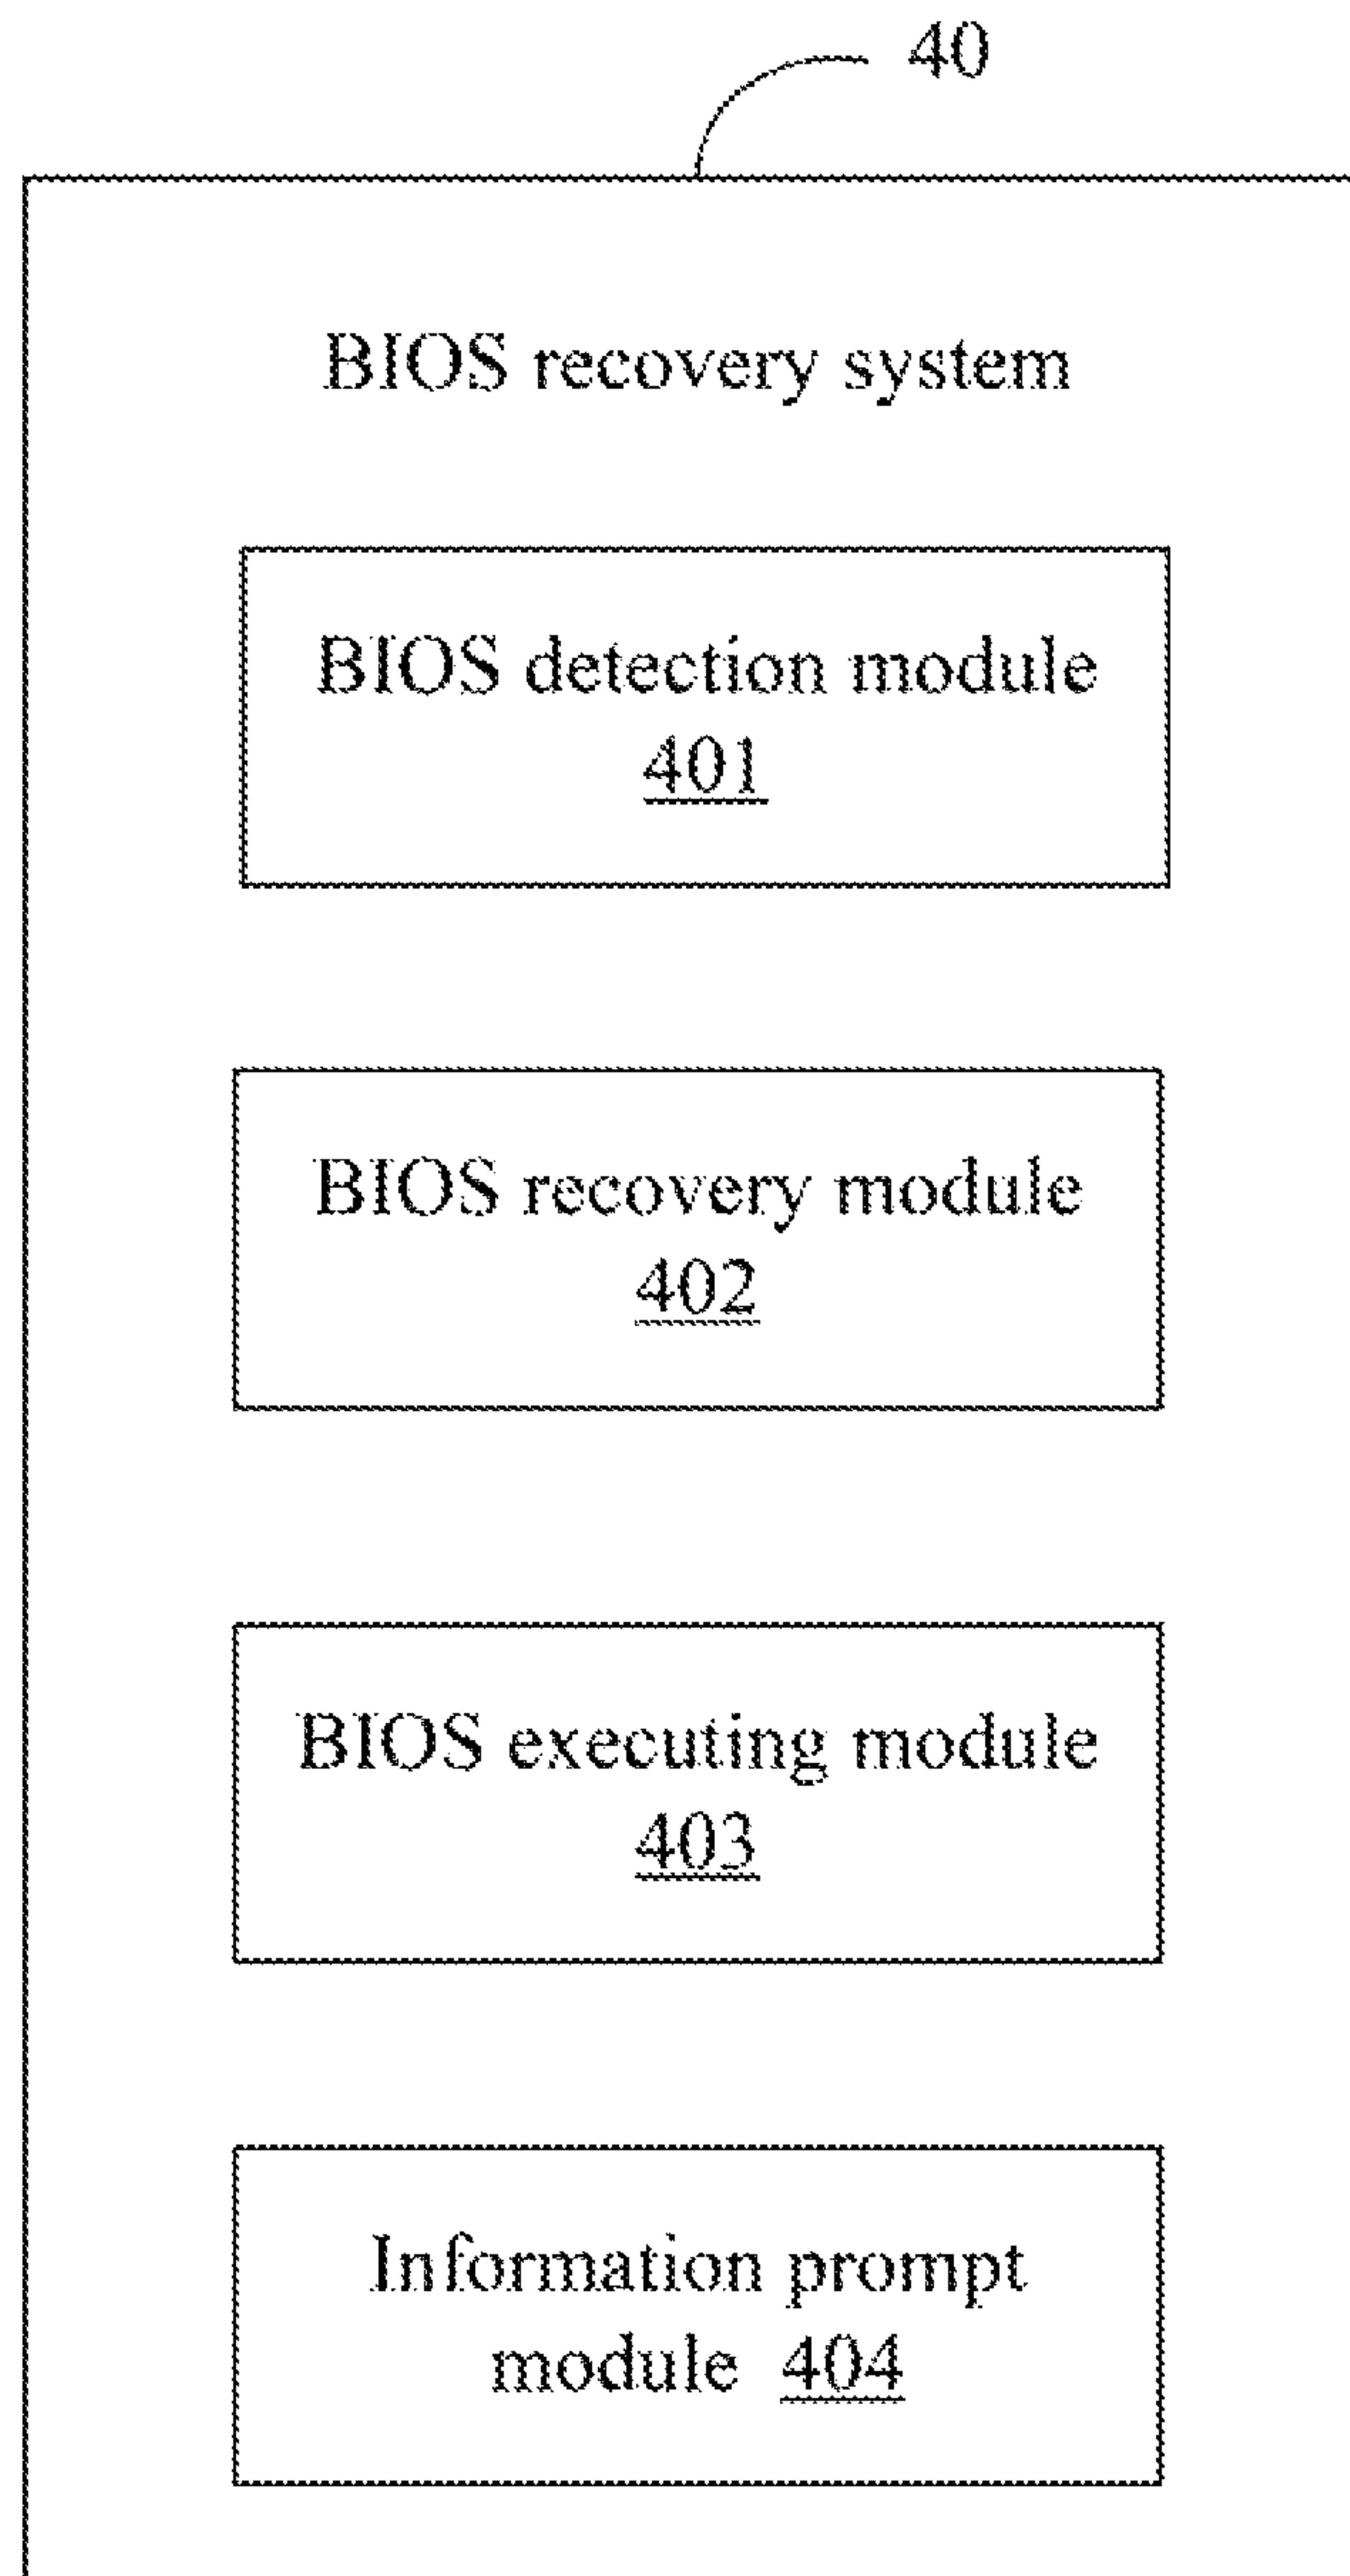 40
BIOS recovery system
BIOS detection module
401
BIOS recovery module
402
BIOS executing module
403
Information prompt
module 404